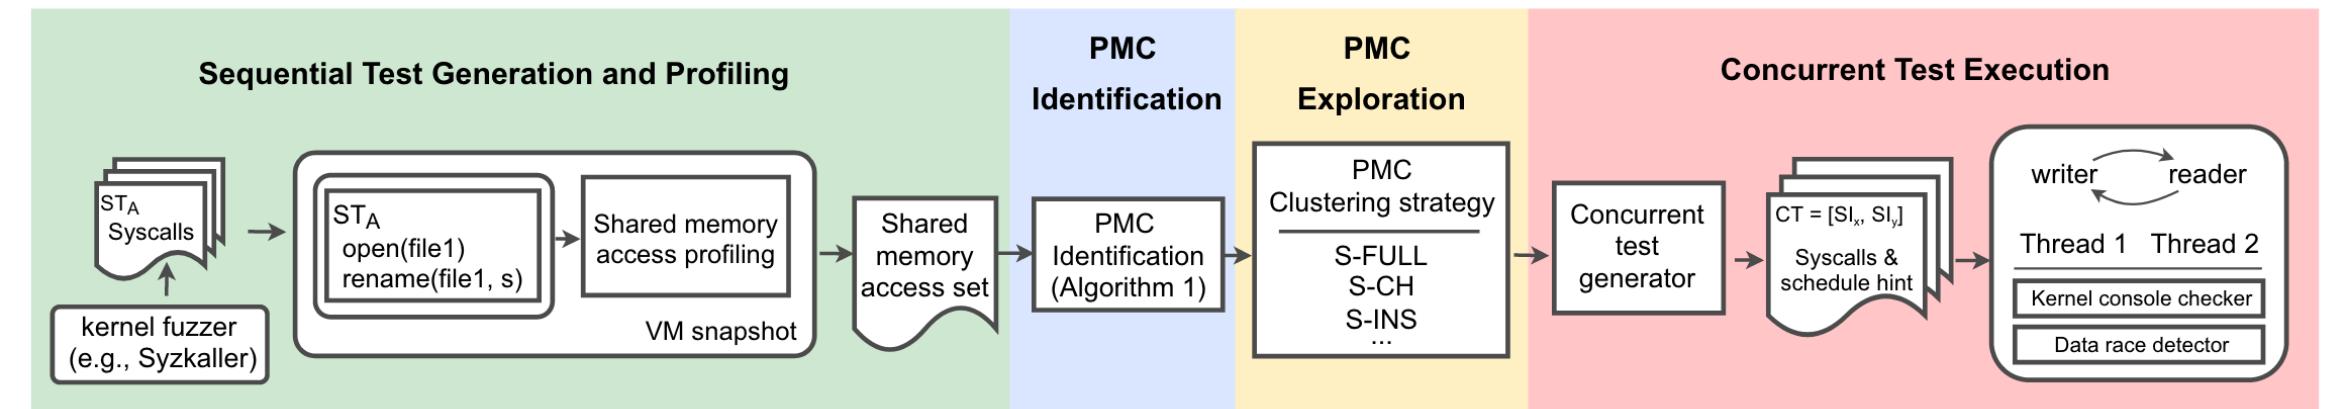 Sequential Test Generation and Profiling
STA
Syscalls
kernel fuzzer
(e.g., Syzkaller)
STA
open(file1)
rename(file1, s)
Shared memory
access profiling
VM snapshot
Shared
memory
access set
PMC
Identification
PMC
Identification
(Algorithm 1)
PMC
Exploration
PMC
Clustering strategy
S-FULL
S-CH
S-INS
...
Concurrent Test Execution
Concurrent
test
generator
CT = [SIx, SIy]
Syscalls &
schedule hint
writer reader
Thread 1 Thread 2
Kernel console checker
Data race detector